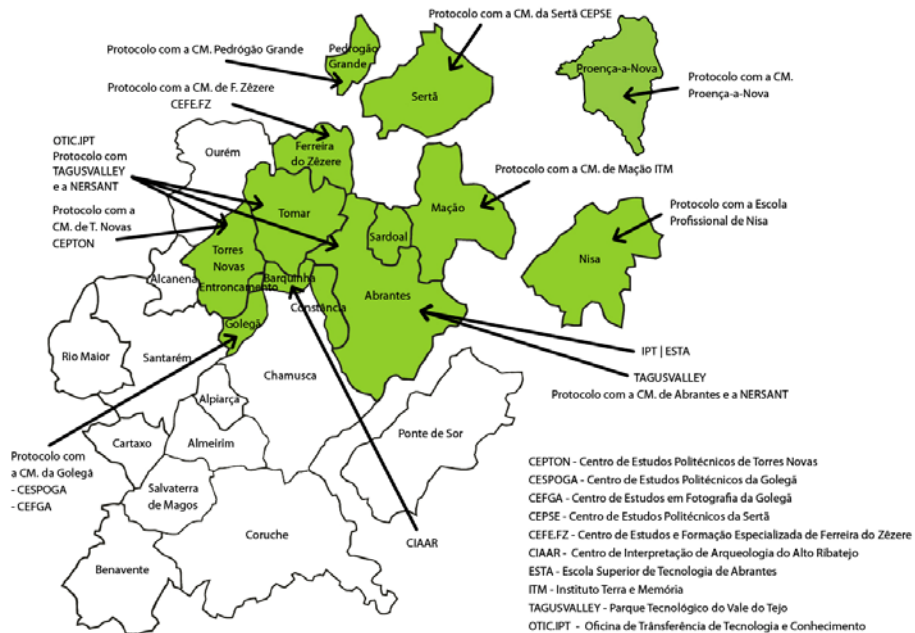 Protocolo com a CM. da Sertã CEPSE
Protocolo com a CM. Pedrógão Grande
Pedrogão
Grande
Sertã
Proença-a-Nova
Protocolo com a CM.
Proença-a-Nova
Protocolo com a CM. de F. Zêzere
CEFE.FZ
OTIC.IPT
Protocolo com
TAGUSVALLEY
e a NERSANT
Ourém
Ferreira
do Zêzere
Protocolo com a CM. de Mação ITM
Protocolo com a
CM. de T. Novas
CEPTON
Tomar
Sardoal
Mação
Protocolo com a Escola
Profissional de Nisa
Torres
Novas
Nisa
Alcanena
Entroncamento
Barquinha
Constância
Abrantes
Golegã
Rio Maior
Santarém
Chamusca
IPT | ESTA
TAGUSVALLEY
Protocolo com a CM. de Abrantes e a NERSANT
Alpiarça
Cartaxo
Almeirim
Ponte de Sor
Protocolo com
a CM. da Golegã
- CESPOGA
- CEFGA
Salvaterra
de Magos
Coruche
CIAAR
Benavente
CEPTON - Centro de Estudos Politécnicos de Torres Novas
CESPOGA - Centro de Estudos Politécnicos da Golegã
CEFGA - Centro de Estudos em Fotografia da Golegã
CEPSE - Centro de Estudos Politécnicos da Sertã
CEFE.FZ - Centro de Estudos e Formação Especializada de Ferreira do Zêzere
CIAAR - Centro de Interpretação de Arqueologia do Alto Ribatejo
ESTA - Escola Superior de Tecnologia de Abrantes
ITM - Instituto Terra e Memória
TAGUSVALLEY - Parque Tecnológico do Vale do Tejo
OTIC.IPT - Oficina de Trânsferência de Tecnologia e Conhecimento